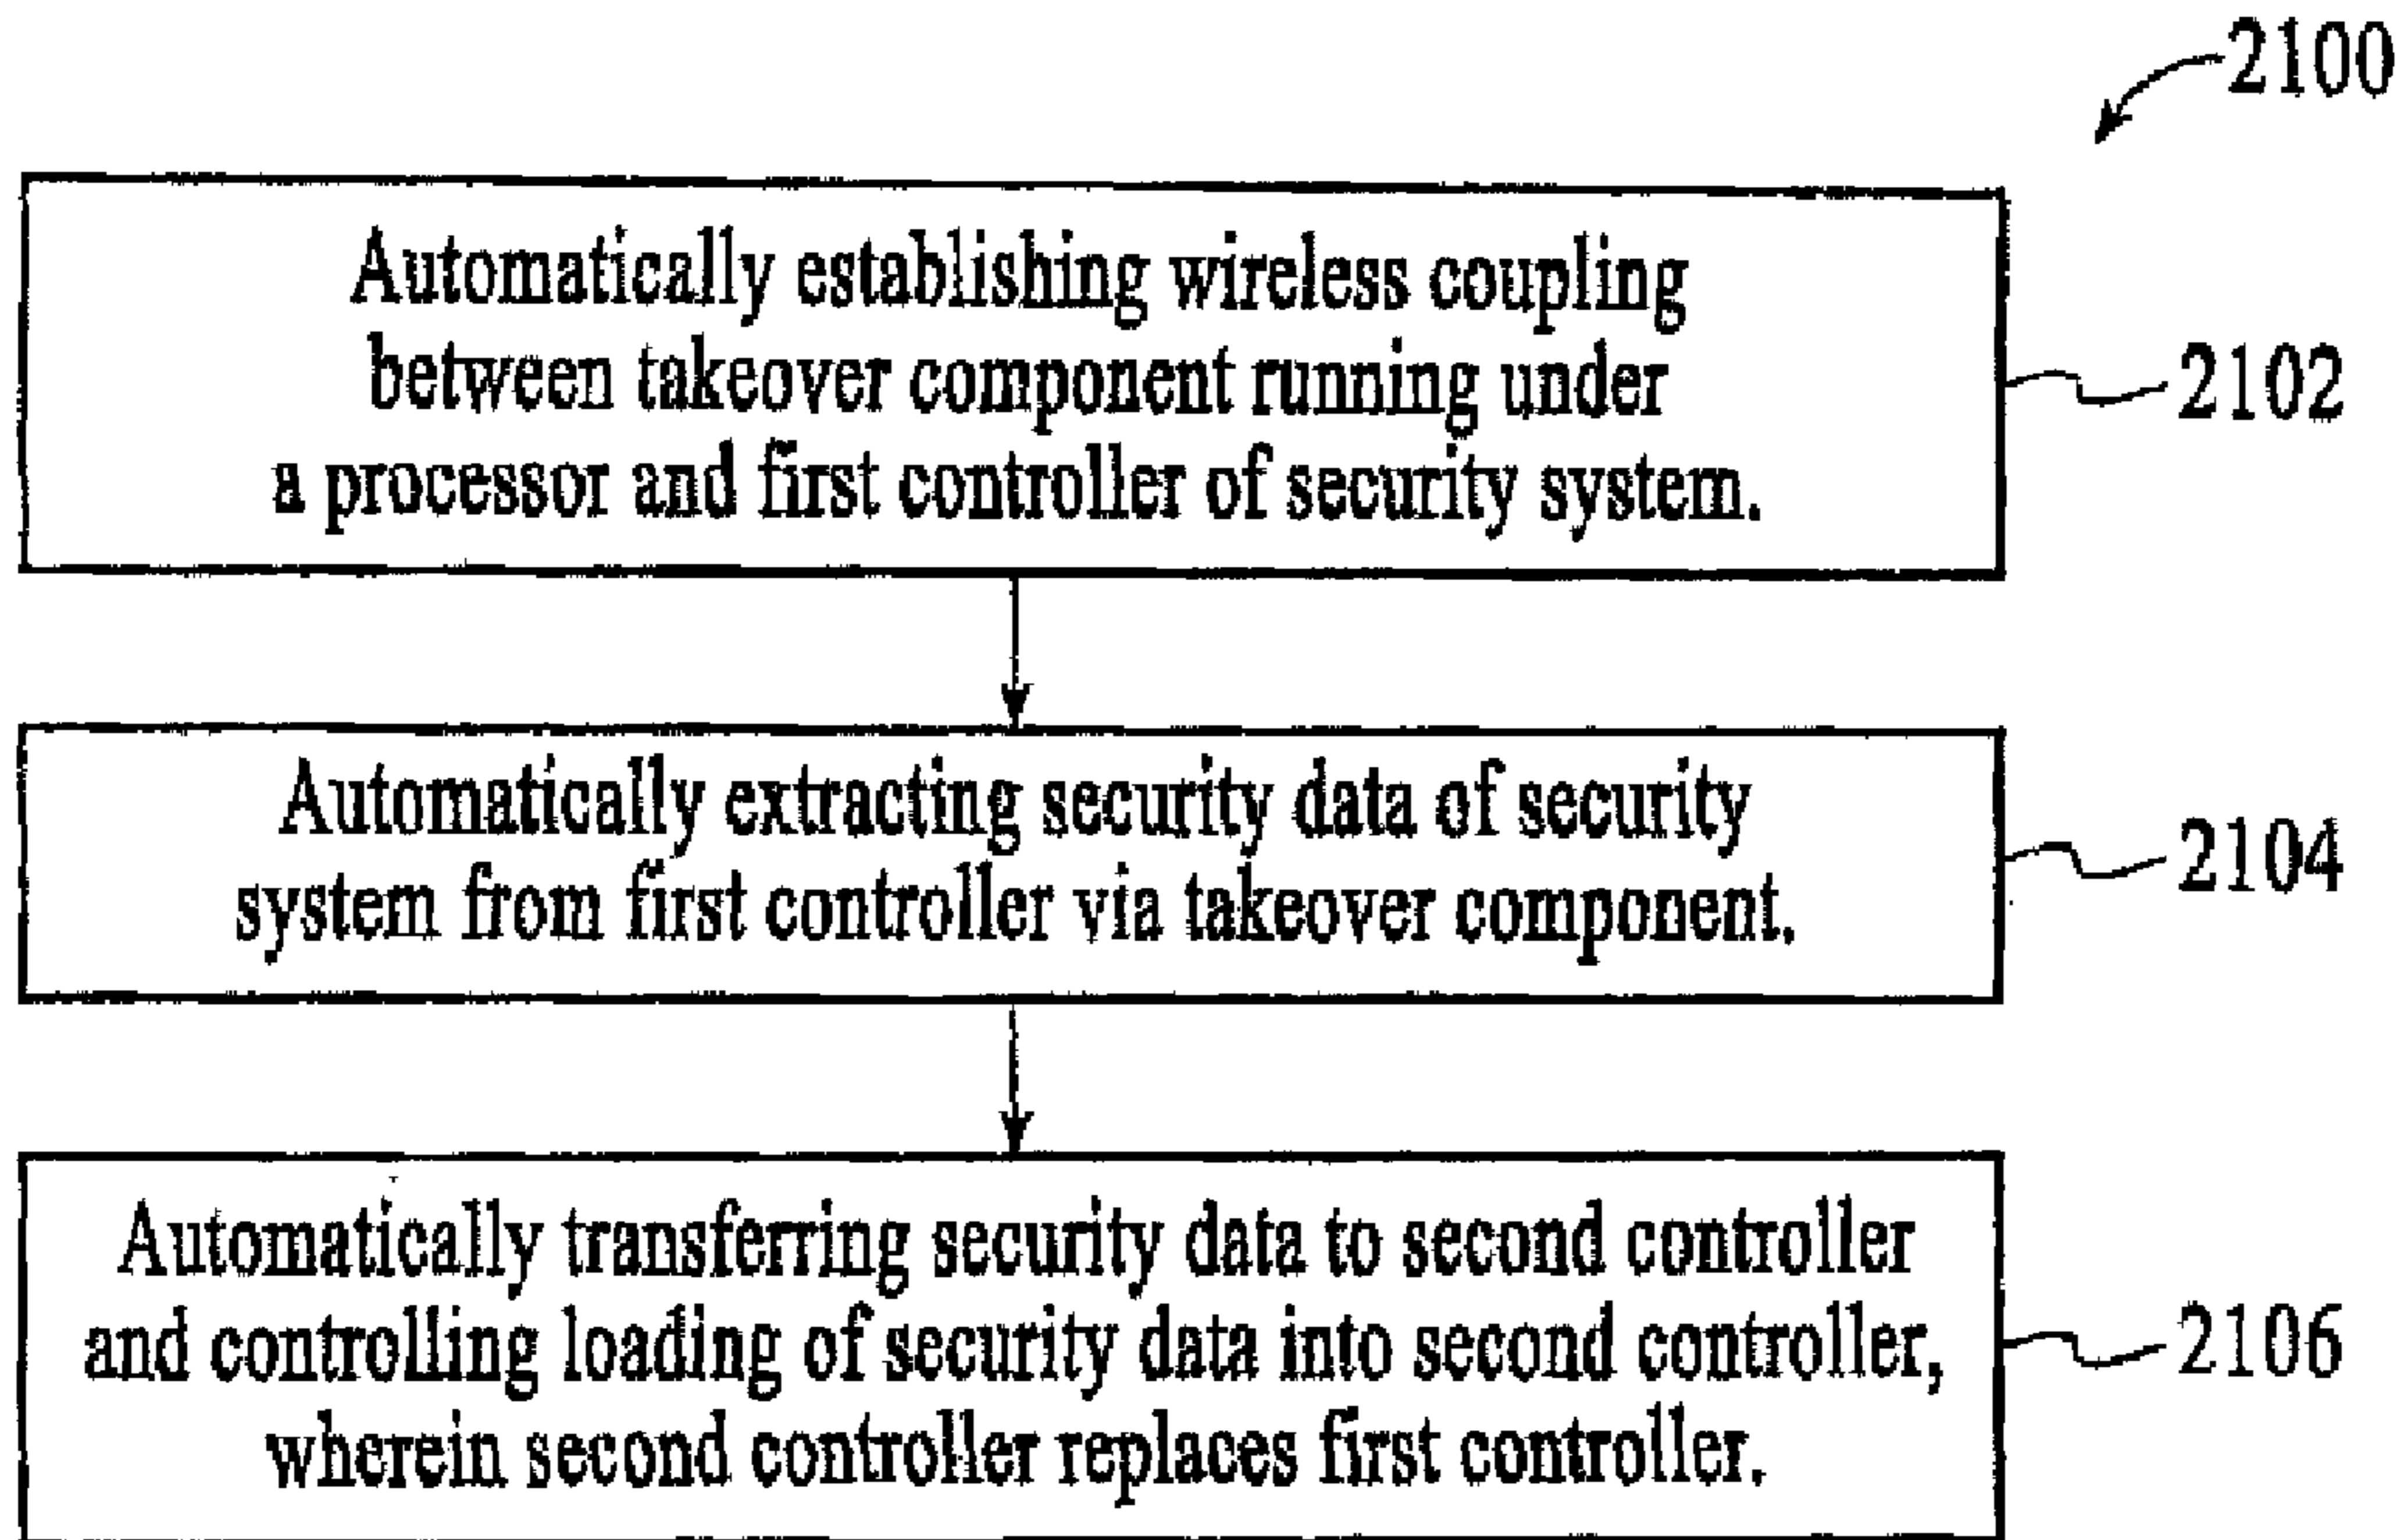 2100
Automatically establishing wireless coupling
between takeover component running under
a processor and first controller of security system.
2102
Automatically extracting security data of security
system from first controller via takeover component.
2104
Automatically transferring security data to second controller
and controlling loading of security data into second controller,
wherein second controller replaces first controller.
2106